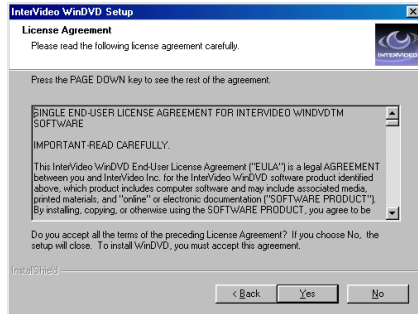 InterVideo WinDVD Setup
License Agreement
Please read the following license agreement carefully.
INTERVIDEO
Press the PAGE DOWN key to see the rest of the agreement.
SINGLE END-USER LICENSE AGREEMENT FOR INTERVIDEO WINDVDTM
SOFTWARE
IMPORTANT-READ CAREFULLY.
This InterVideo WinDVD End-User License Agreement ("EULA") is a legal AGREEMENT
between you and InterVideo Inc. for the InterVideo WinDVD software product identified
above, which product includes computer software and may include associated media,
printed materials, and "online" or electronic documentation ("SOFTWARE PRODUCT").
By installing, copying, or otherwise using the SOFTWARE PRODUCT, you agree to be
Do you accept all the terms of the preceding License Agreement? If you choose No, the
setup will close. To install WinDVD, you must accept this agreement.
InstallShield
< Back Yes No